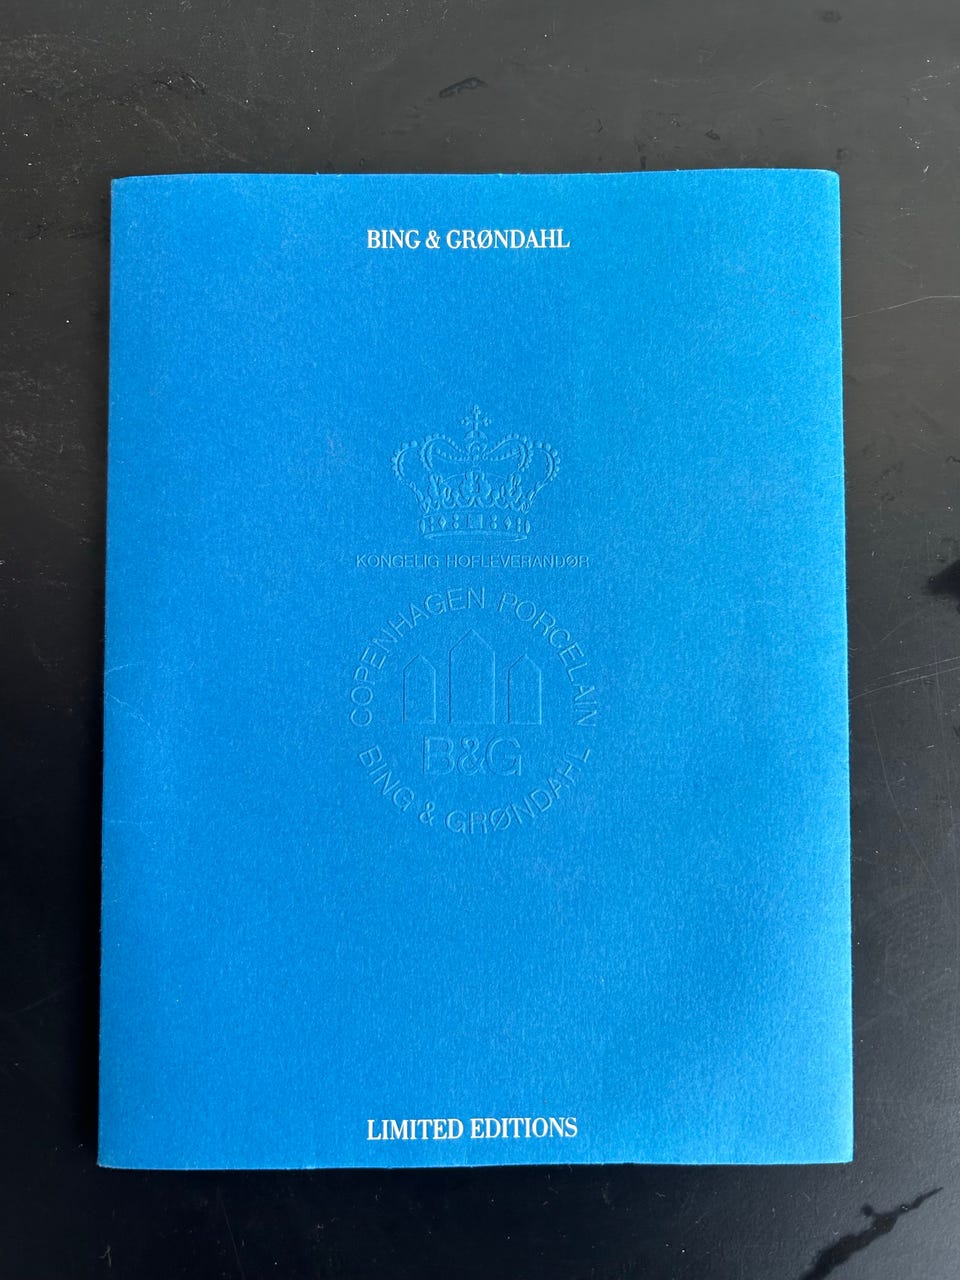 BING & GRØNDAHL
KONGELIG HOFLEVERANDØR
COPENHAGEN PORCELAIN
B&G
BING & GRØNDAHL
LIMITED EDITIONS